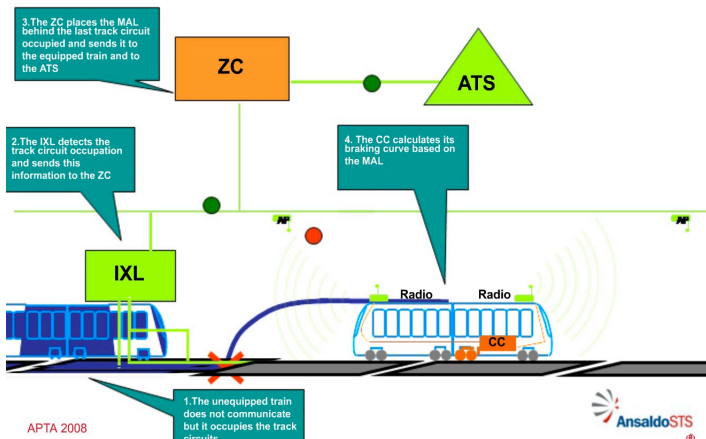 3.The ZC places the MAL
behind the last track circuit
occupied and sends it to
the equipped train and to
the ATS
ZC
ATS
2.The IXL detects the
track circuit occupation
and sends this
information to the ZC
4. The CC calculates its
braking curve based on
the MAL
AP
AP
IXL
Radio
Radio
CC
1.The unequipped train
does not communicate
but it occupies the track
circuits
APTA 2008
AnsaldoSTS